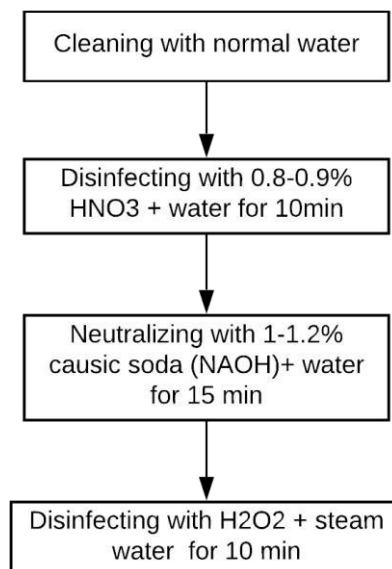 Cleaning with normal water
Disinfecting with 0.8-0.9%
HNO3 + water for 10min
Neutralizing with 1-1.2%
causic soda (NAOH)+ water
for 15 min
Disinfecting with H2O2 + steam
water for 10 min